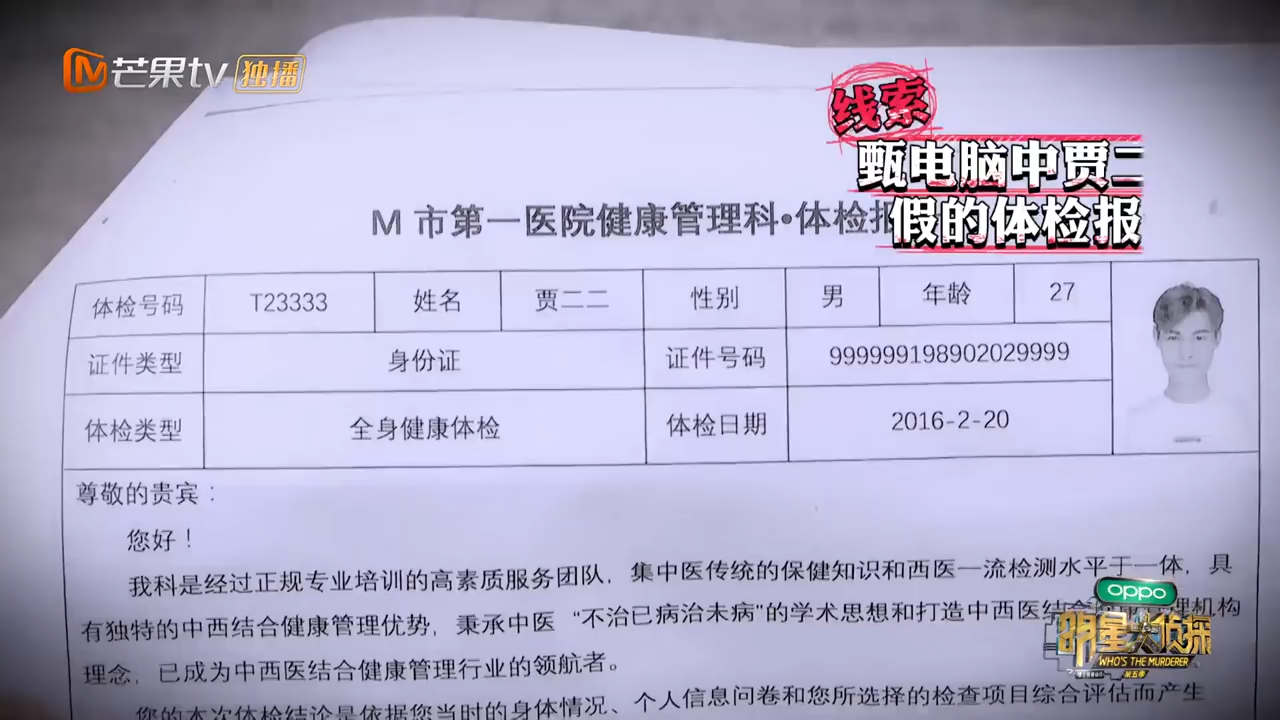 芒果tv 独播
线索
甄电脑中贾二
假的体检报
M 市第一医院健康管理科•体检报
体检号码 T23333 姓名 贾二二 性别 男 年龄 27
证件类型 身份证 证件号码 999999198902029999
体检类型 全身健康体检 体检日期 2016-2-20
尊敬的贵宾：
您好！
我科是经过正规专业培训的高素质服务团队，集中医传统的保健知识和西医一流检测水平于一体，具
有独特的中西结合健康管理优势，秉承中医“不治已病治未病”的学术思想和打造中西医结合 理机构
理念，已成为中西医结合健康管理行业的领航者。
您的本次体检结论是依据您当时的身体情况、个人信息问卷和您所选择的检查项目综合评估而产生
oppo
明星大侦探
WHO'S THE MURDERER
第五季